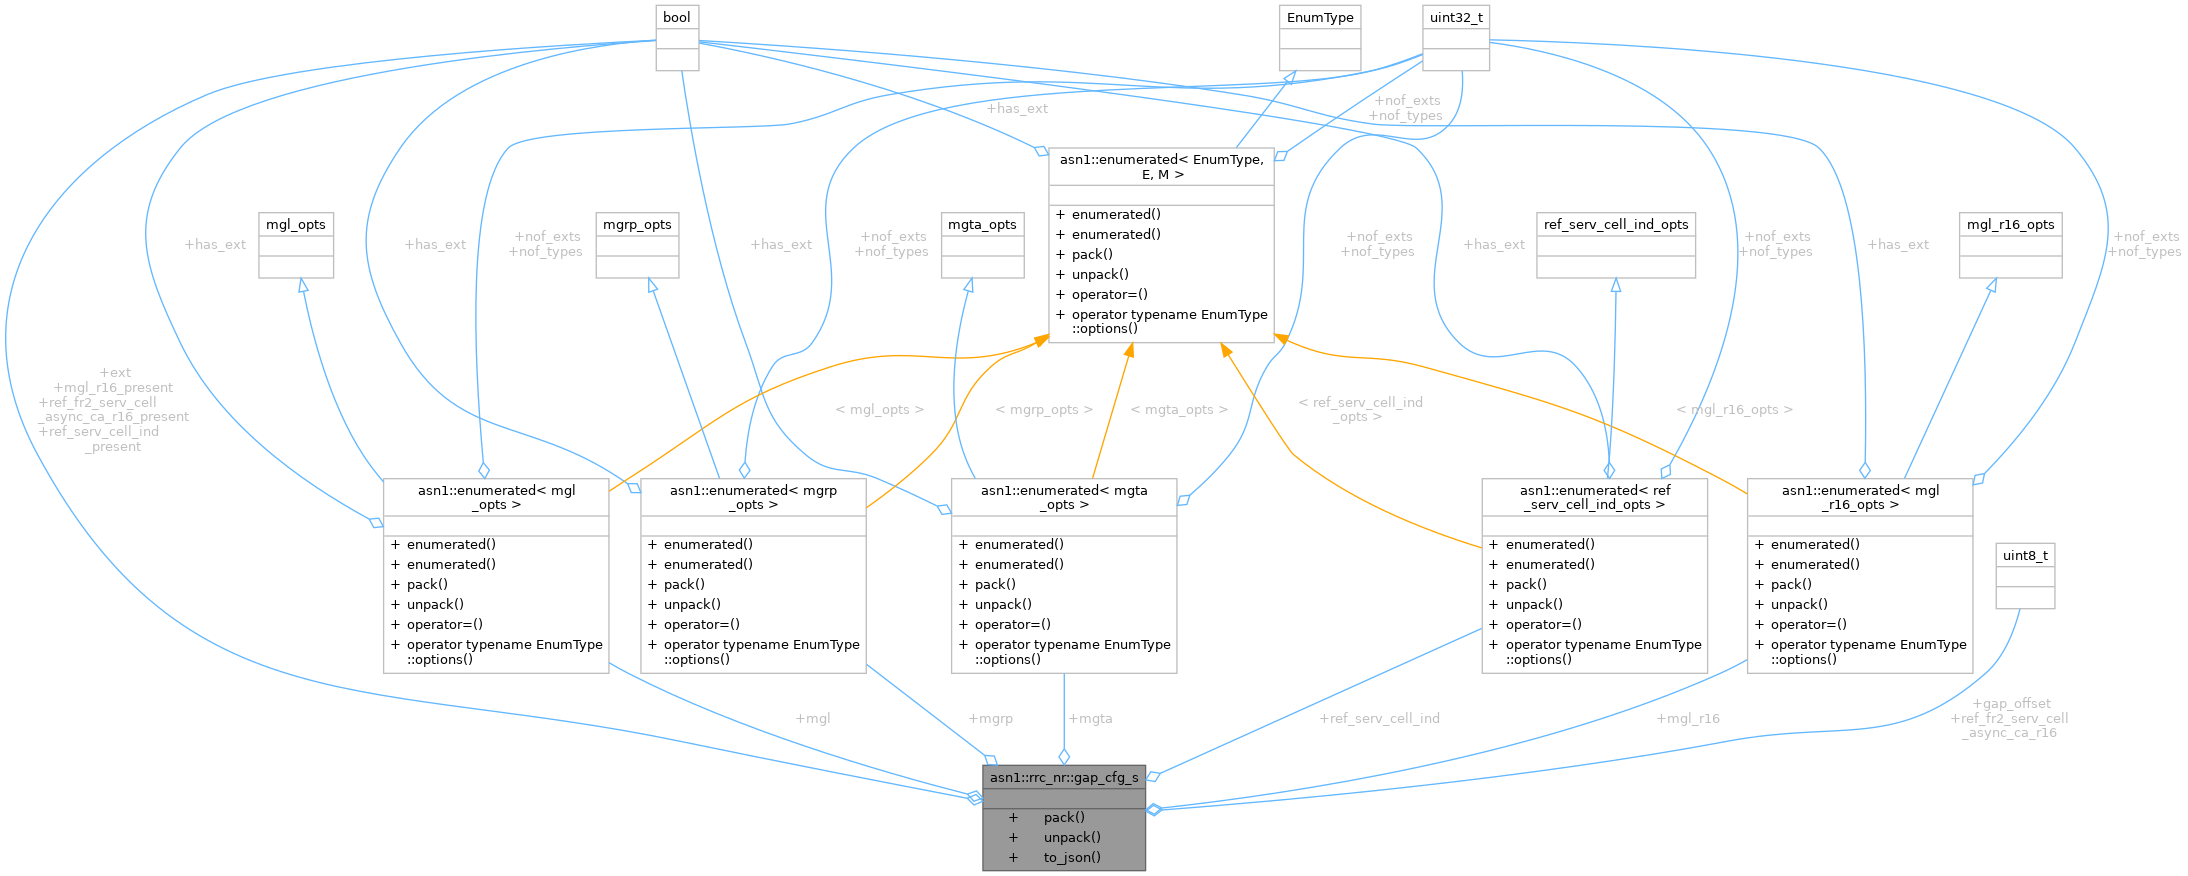 bool
EnumType
uint32_t
+has_ext
+nof_exts
+nof_types
asn1::enumerated< EnumType,
E, M >
+ enumerated()
+ enumerated()
+ pack()
+ unpack()
+ operator=()
+ operator typename EnumType
::options()
mgl_opts
mgrp_opts
mgta_opts
ref_serv_cell_ind_opts
mgl_r16_opts
+has_ext
+has_ext
+nof_exts
+nof_types
+has_ext
+nof_exts
+nof_types
+nof_exts
+nof_types
+has_ext
+nof_exts
+nof_types
+has_ext
+nof_exts
+nof_types
+ext
+mgl_r16_present
+ref_fr2_serv_cell
_async_ca_r16_present
+ref_serv_cell_ind
_present
< mgl_opts >
< mgrp_opts >
< mgta_opts >
< ref_serv_cell_ind
_opts >
< mgl_r16_opts >
asn1::enumerated< mgl
_opts >
+ enumerated()
+ enumerated()
+ pack()
+ unpack()
+ operator=()
+ operator typename EnumType
::options()
asn1::enumerated< mgrp
_opts >
+ enumerated()
+ enumerated()
+ pack()
+ unpack()
+ operator=()
+ operator typename EnumType
::options()
asn1::enumerated< mgta
_opts >
+ enumerated()
+ enumerated()
+ pack()
+ unpack()
+ operator=()
+ operator typename EnumType
::options()
asn1::enumerated< ref
_serv_cell_ind_opts >
+ enumerated()
+ enumerated()
+ pack()
+ unpack()
+ operator=()
+ operator typename EnumType
::options()
asn1::enumerated< mgl
_r16_opts >
+ enumerated()
+ enumerated()
+ pack()
+ unpack()
+ operator=()
+ operator typename EnumType
::options()
uint8_t
+mgl
+mgrp
+mgta
+ref_serv_cell_ind
+mgl_r16
+gap_offset
+ref_fr2_serv_cell
_async_ca_r16
asn1::rrc_nr::gap_cfg_s
+ pack()
+ unpack()
+ to_json()